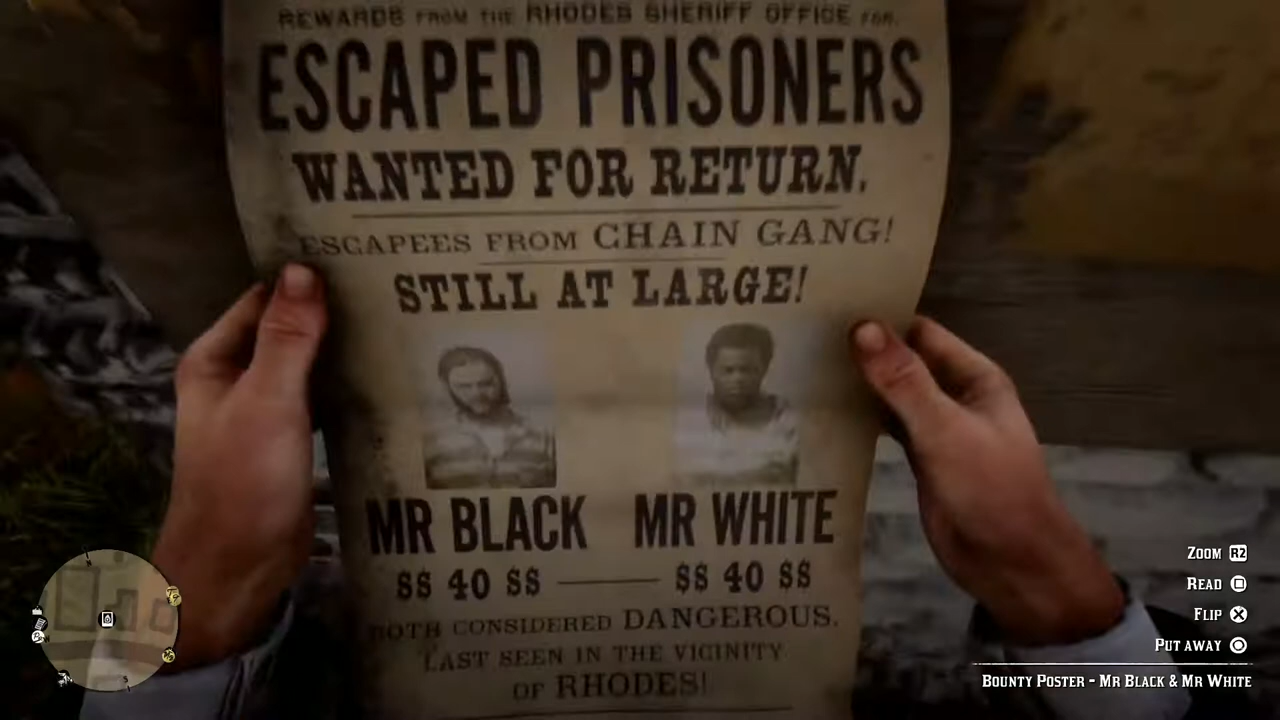 REWARDS FROM THE RHODES SHERIFF OFFICE FOR.
ESCAPED PRISONERS
WANTED FOR RETURN.
ESCAPEES FROM CHAIN GANG!
STILL AT LARGE!
MR BLACK MR WHITE
$$ 40 $$ $$ 40 $$
BOTH CONSIDERED DANGEROUS.
LAST SEEN IN THE VICINITY
OF RHODES!
ZOOM R2
READ
FLIP
PUT AWAY
BOUNTY POSTER - MR BLACK & MR WHITE